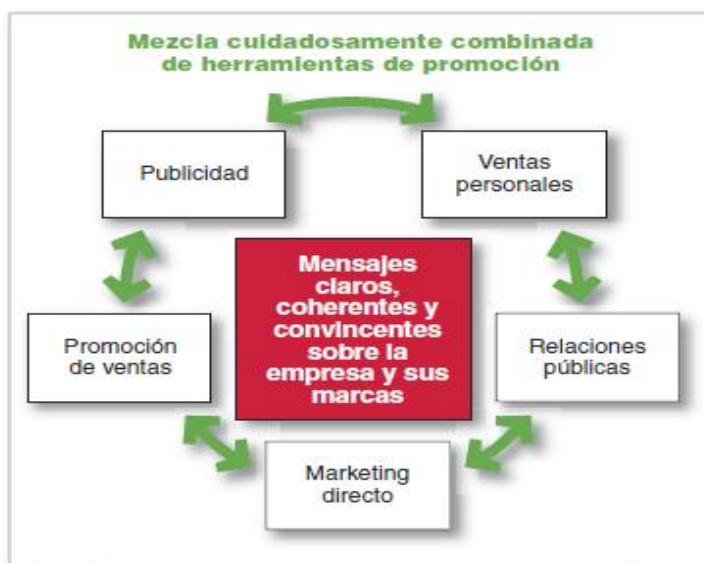 Mezcla cuidadosamente combinada
de herramientas de promoción
Publicidad
Ventas
personales
Mensajes
claros,
coherentes y
convincentes
sobre la
empresa y sus
marcas
Promoción
de ventas
Relaciones
públicas
Marketing
directo